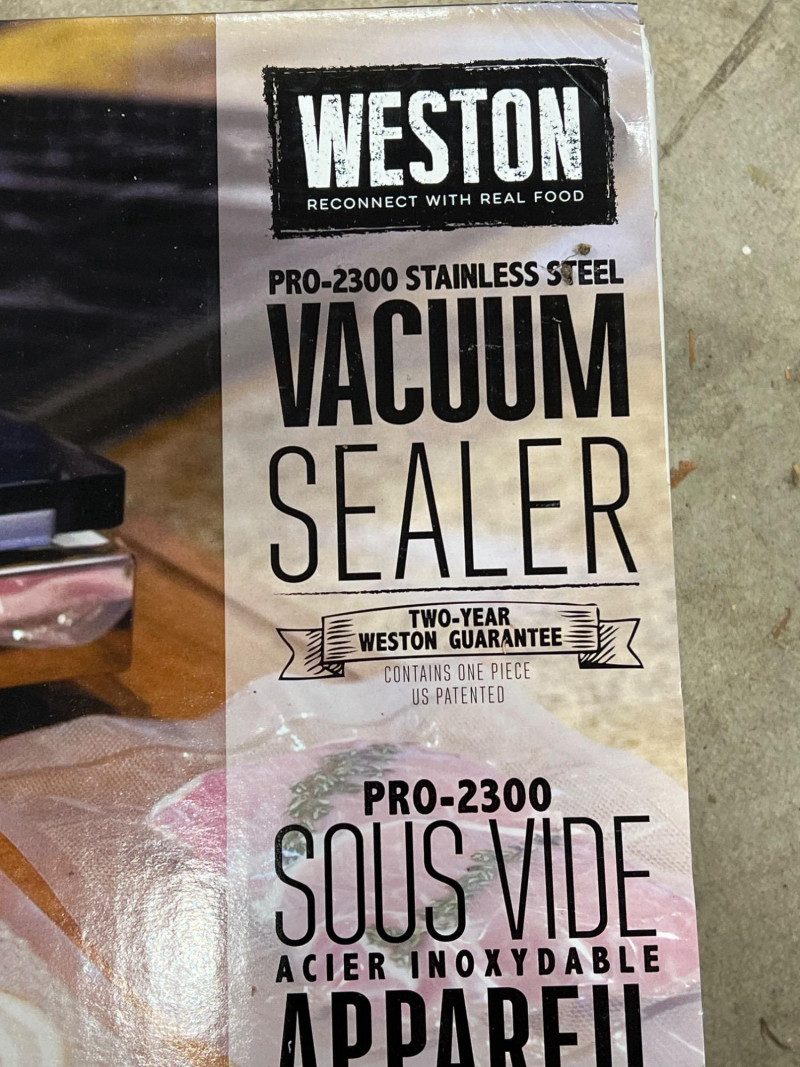 WESTON
RECONNECT WITH REAL FOOD
PRO-2300 STAINLESS STEEL
VACUUM
SEALER
TWO-YEAR
WESTON GUARANTEE
CONTAINS ONE PIECE
US PATENTED
PRO-2300
SOUS VIDE
ACIER INOXYDABLE
APPAREIL